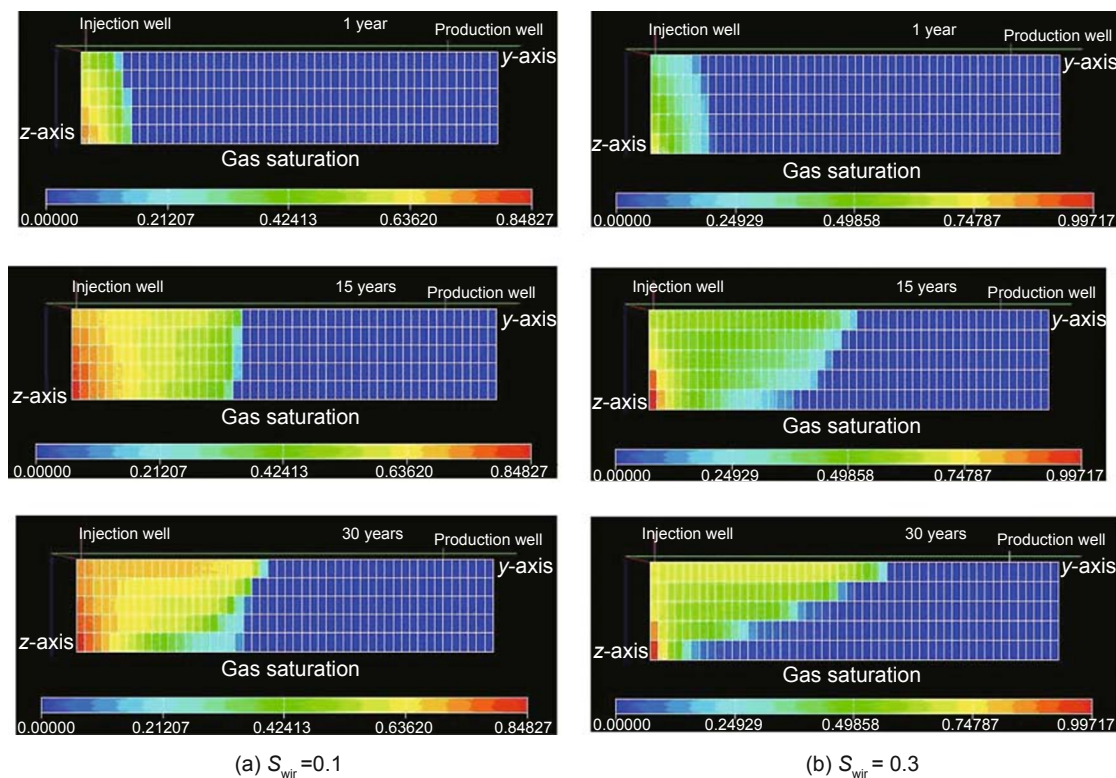 Injection well 1 year Production well
y-axis
z-axis
Gas saturation
0.00000 0.21207 0.42413 0.63620 0.84827
Injection well 1 year Production well
y-axis
z-axis
Gas saturation
0.00000 0.24929 0.49858 0.74787 0.99717
Injection well 15 years Production well
y-axis
z-axis
Gas saturation
0.00000 0.21207 0.42413 0.63620 0.84827
Injection well 15 years Production well
y-axis
z-axis
Gas saturation
0.00000 0.24929 0.49858 0.74787 0.99717
Injection well 30 years Production well
y-axis
z-axis
Gas saturation
0.00000 0.21207 0.42413 0.63620 0.84827
Injection well 30 years Production well
y-axis
z-axis
Gas saturation
0.00000 0.24929 0.49858 0.74787 0.99717
(a) Swir =0.1
(b) Swir = 0.3